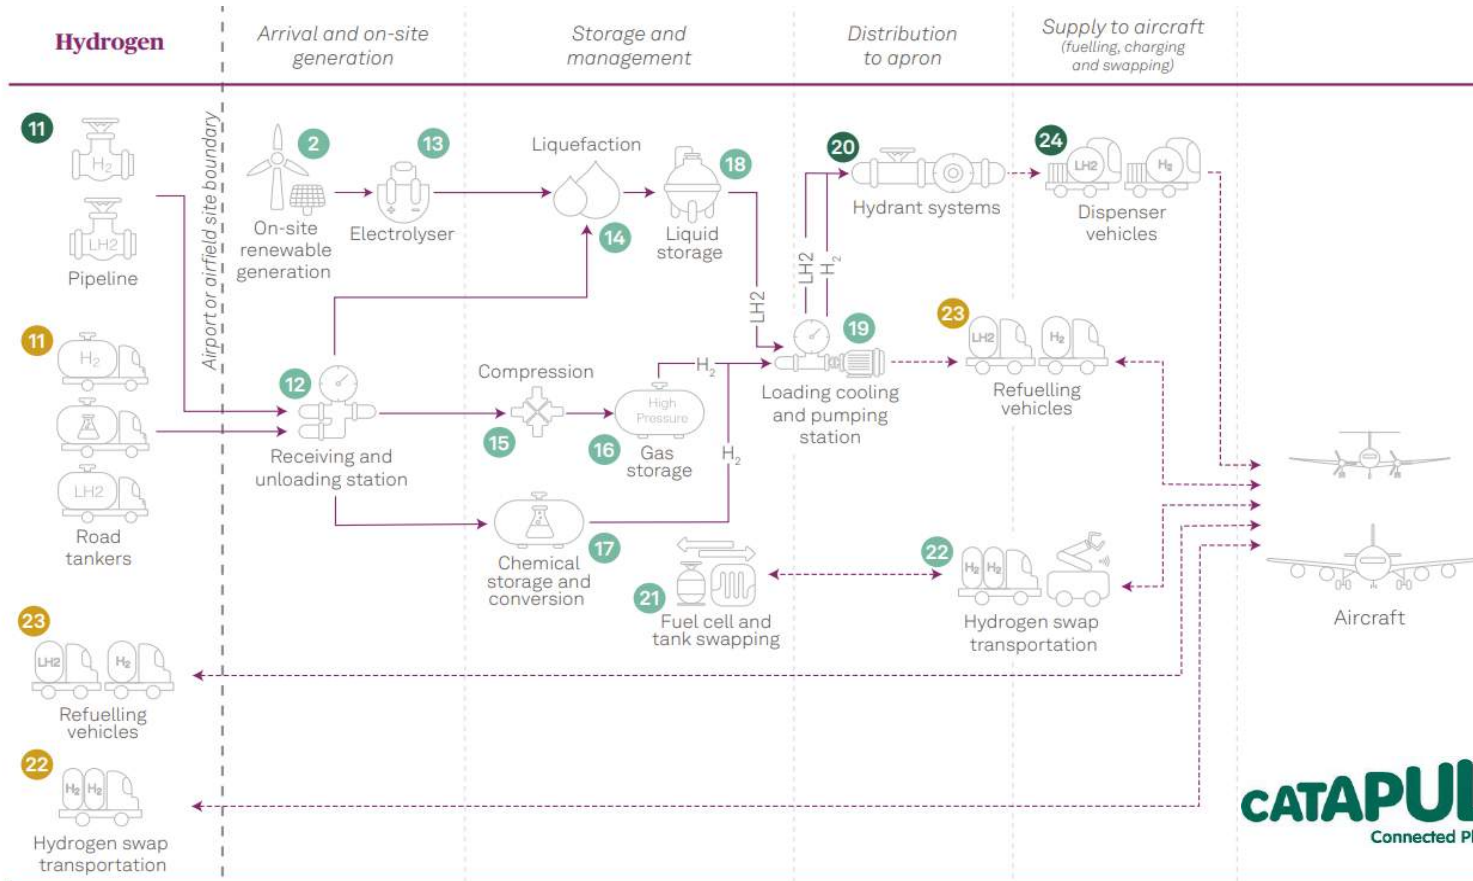 Hydrogen
Arrival and on-site
generation
Storage and
management
Distribution
to apron
Supply to aircraft
(fuelling, charging
and swapping)
Airport or airfield site boundary
11
H₂
LH2
Pipeline
11
H₂
LH2
Road
tankers
23
LH2
H₂
Refuelling
vehicles
22
H₂ H₂
Hydrogen swap
transportation
2
On-site
renewable
generation
13
Electrolyser
12
Receiving and
unloading station
Liquefaction
14
18
Liquid
storage
Compression
15
High
Pressure
16
Gas
storage
17
Chemical
storage and
conversion
21
Fuel cell and
tank swapping
LH2
H₂
H₂
LH2
H₂
19
Loading cooling
and pumping
station
20
Hydrant systems
24
LH2
H₂
Dispenser
vehicles
23
LH2
H₂
Refuelling
vehicles
22
H₂ H₂
Hydrogen swap
transportation
Aircraft
CATAPU
Connected P